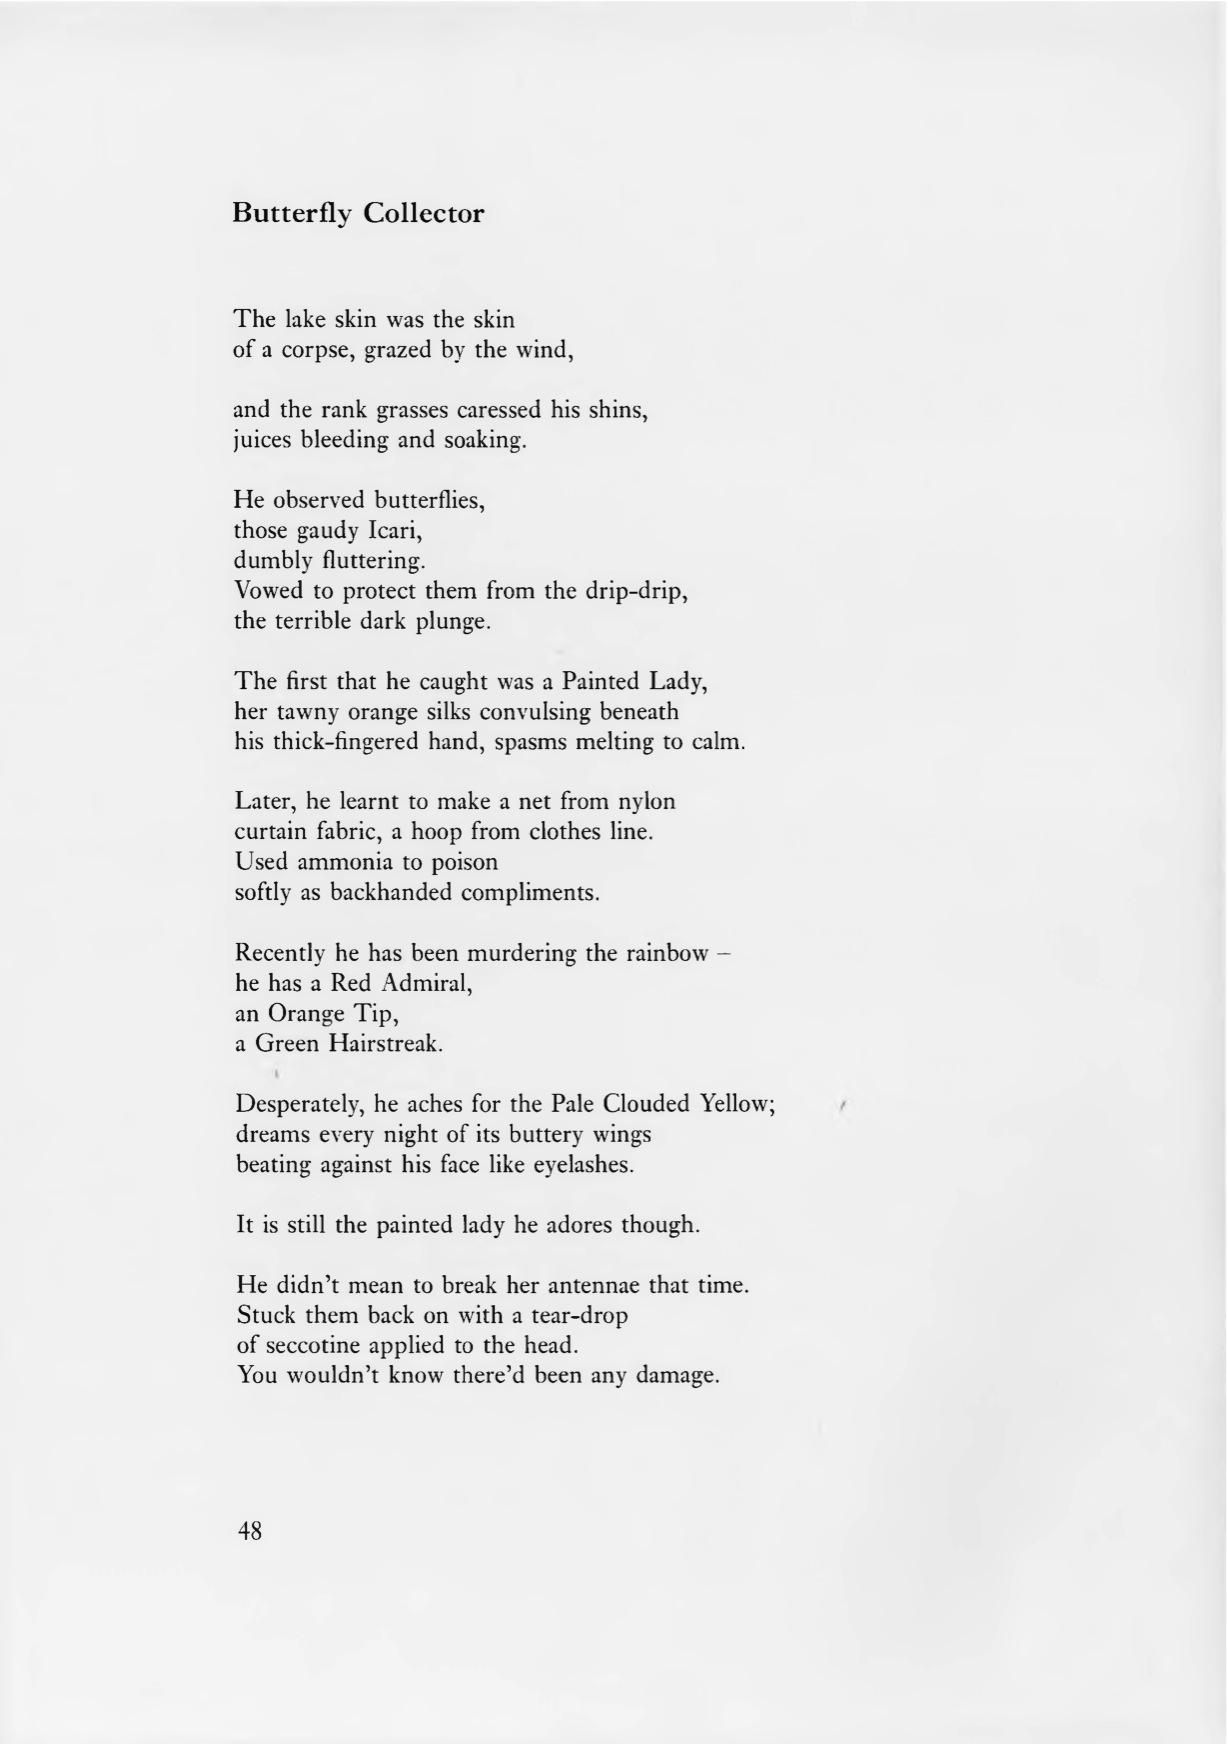 Butterfly Collector
The lake skin was the skin
of a corpse, grazed by the wind,
and the rank grasses caressed his shins,
juices bleeding and soaking.
He observed butterflies,
those gaudy Icari,
dumbly fluttering.
Vowed to protect them from the drip-drip,
the terrible dark plunge.
The first that he caught was a Painted Lady,
her tawny orange silks convulsing beneath
his thick-fingered hand, spasms melting to calm.
Later, he learnt to make a net from nylon
curtain fabric, a hoop from clothes line.
Used ammonia to poison
softly as backhanded compliments.
Recently he has been murdering the rainbow –
he has a Red Admiral,
an Orange Tip,
a Green Hairstreak.
Desperately, he aches for the Pale Clouded Yellow;
dreams every night of its buttery wings
beating against his face like eyelashes.
It is still the painted lady he adores though.
He didn't mean to break her antennae that time.
Stuck them back on with a tear-drop
of seccotine applied to the head.
You wouldn't know there'd been any damage.
48